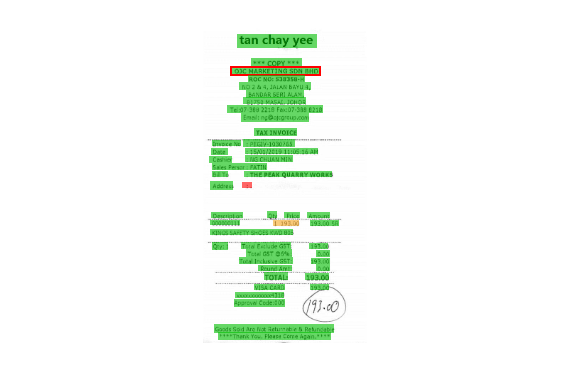 tan chay yee
*** COPY ***
OJC MARKETING SDN BHD
ROC NO: 538358-H
NO 2 & 4, JALAN BAYU 4,
BANDAR SERI ALAM,
81750 MASAI, JOHOR
Tel:07-388 2218 Fax:07-388 8218
Email: ng@ojcgroup.com
TAX INVOICE
Invoice No : PEGIV-1030765
Date : 15/01/2019 11:05:16 AM
Cashier : NG CHUAN MIN
Sales Person : FATIN
Bill To : THE PEAK QUARRY WORKS
Address :
Description Qty Price Amount
000000111 1 193.00 193.00 SR
KINGS SAFETY SHOES KWD 805
Qty: 1 Total Exclude GST: 193.00
Total GST @6%: 0.00
Total Inclusive GST: 193.00
Round Amt: 0.00
TOTAL: 193.00
VISA CARD 193.00
xxxxxxxxxxxx4318
Approval Code:000
193.00
Goods Sold Are Not Returnable & Refundable
****Thank You. Please Come Again.****